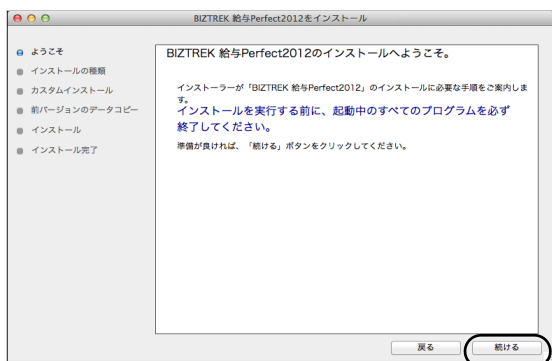 BIZTREK 給与Perfect2012をインストール
ようこそ
インストールの種類
カスタムインストール
前バージョンのデータコピー
インストール
インストール完了
BIZTREK 給与Perfect2012のインストールへようこそ。
インストーラーが「BIZTREK 給与Perfect2012」のインストールに必要な手順をご案内しま
す。
インストールを実行する前に、起動中のすべてのプログラムを必ず
終了してください。
準備が良ければ、「続ける」ボタンをクリックしてください。
戻る
続ける